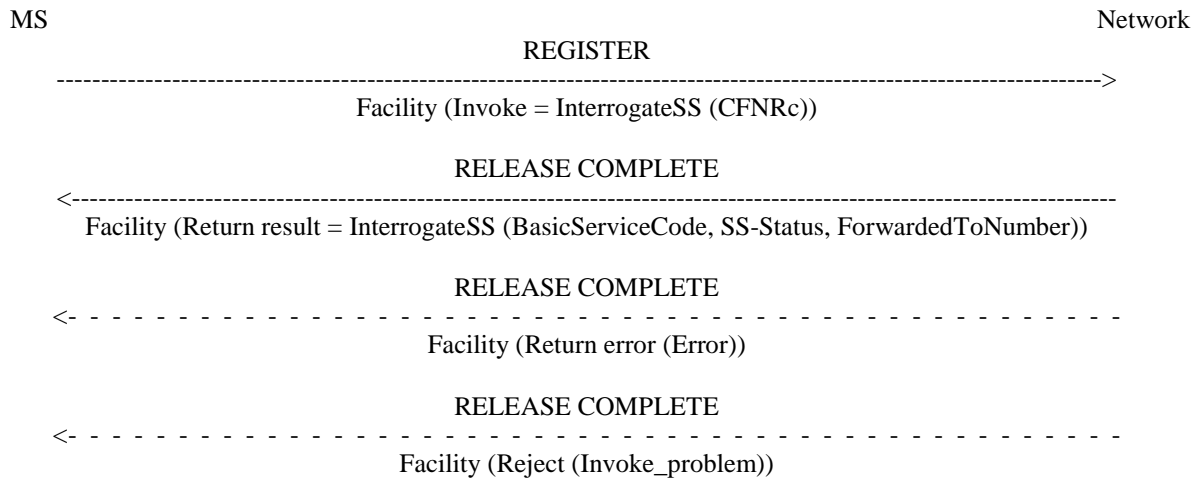 MS Network
REGISTER
Facility (Invoke = InterrogateSS (CFNRc))
RELEASE COMPLETE
Facility (Return result = InterrogateSS (BasicServiceCode, SS-Status, ForwardedToNumber))
RELEASE COMPLETE
Facility (Return error (Error))
RELEASE COMPLETE
Facility (Reject (Invoke_problem))